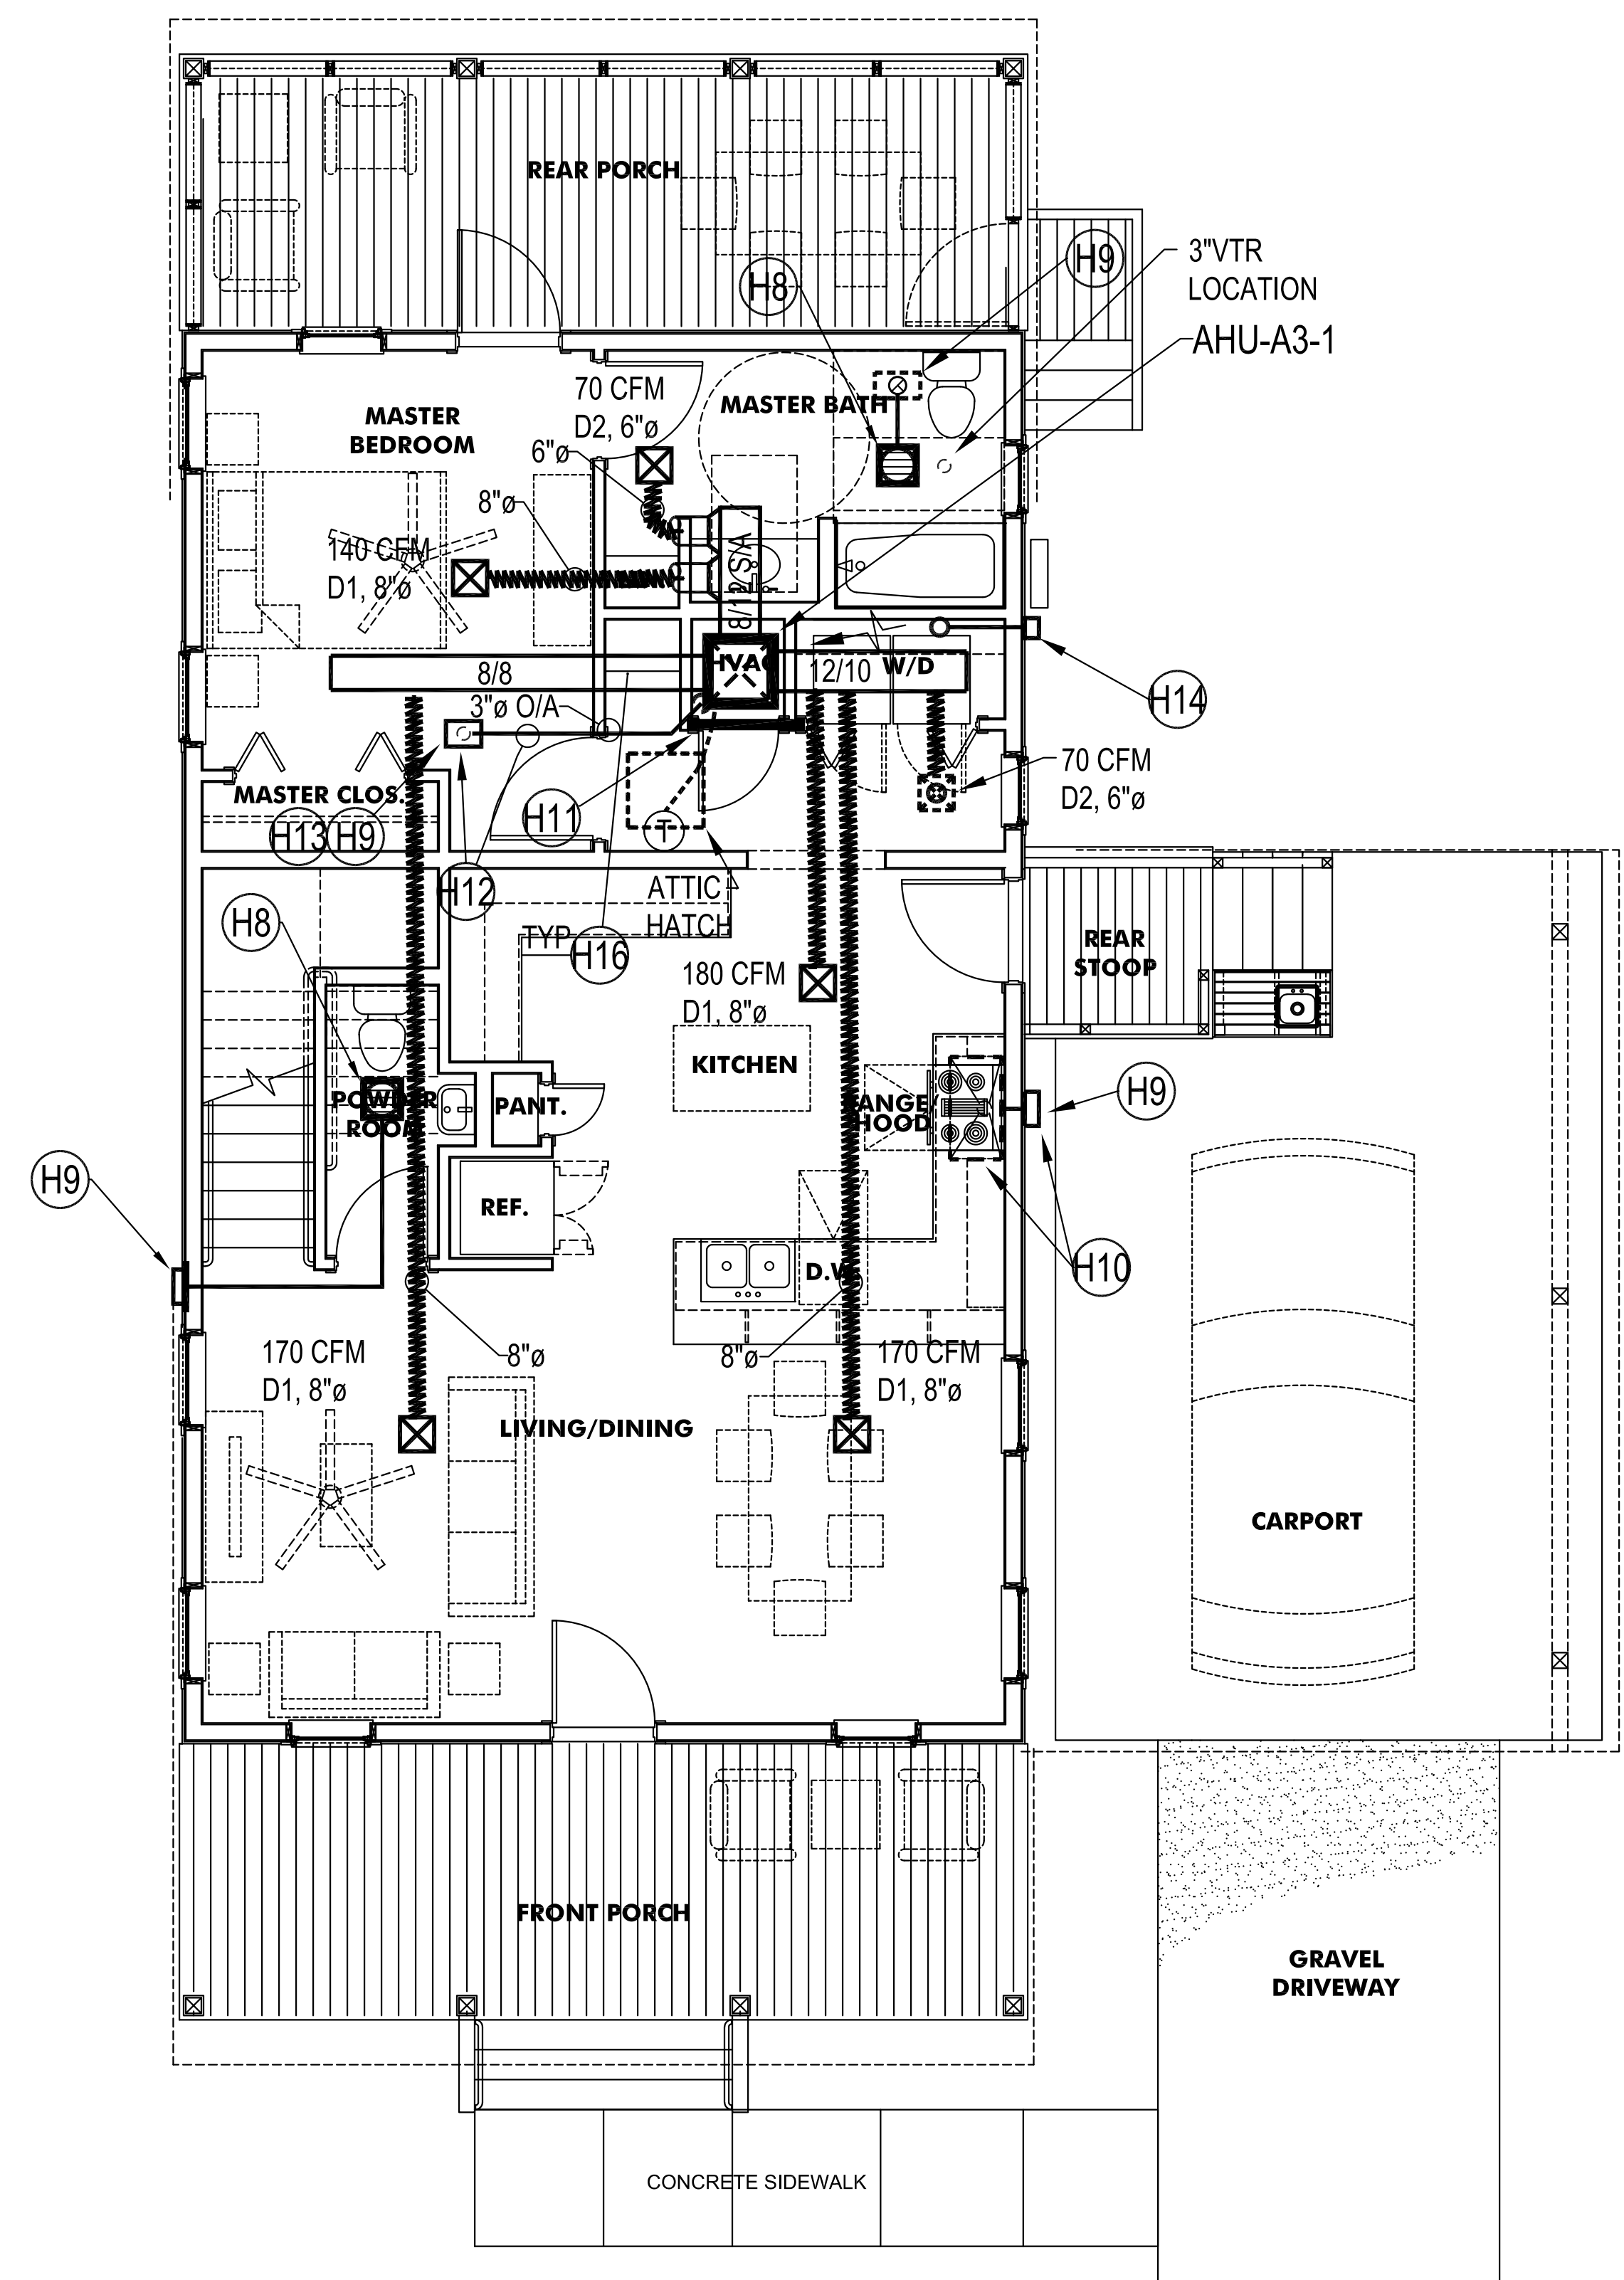 REAR PORCH
H8
H9
3"VTR
LOCATION
AHU-A3-1
70 CFM
D2, 6"ø
6"ø
MASTER BATH
MASTER
BEDROOM
8"ø
140 CFM
D1, 8"ø
8/12 S/A
HVAC
8/8
12/10
W/D
3"ø O/A
H14
70 CFM
D2, 6"ø
MASTER CLOS.
H13
H9
H11
T
H12
ATTIC
HATCH
TYP
H16
H8
REAR
STOOP
180 CFM
D1, 8"ø
KITCHEN
POWDER
ROOM
PANT.
RANGE/
HOOD
H9
H9
REF.
D.W.
H10
170 CFM
D1, 8"ø
8"ø
8"ø
170 CFM
D1, 8"ø
LIVING/DINING
CARPORT
FRONT PORCH
GRAVEL
DRIVEWAY
CONCRETE SIDEWALK